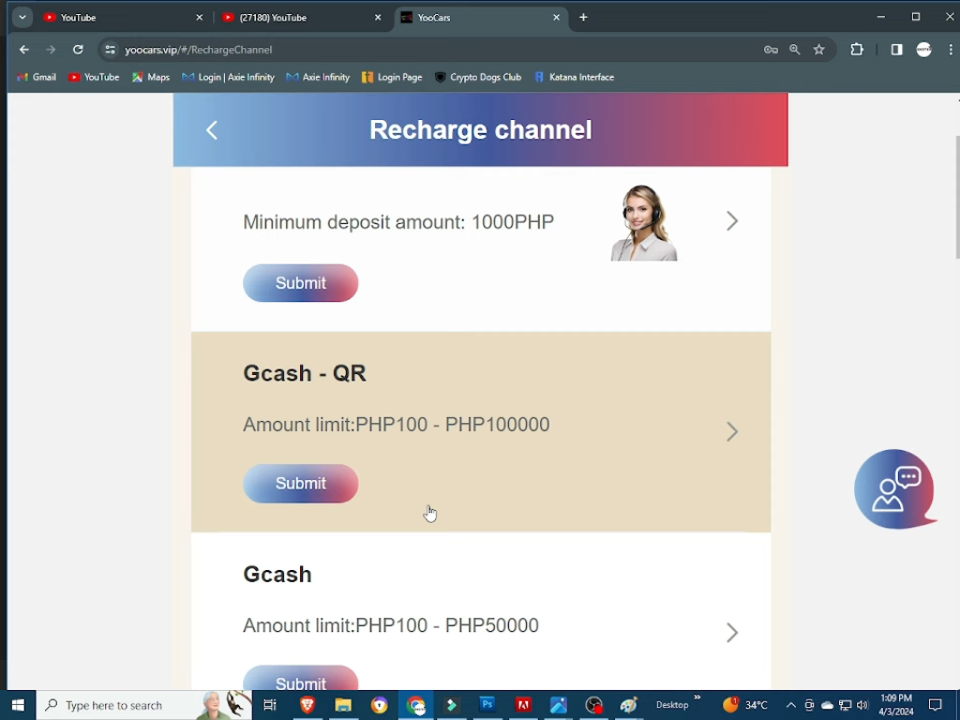 YouTube
(27180) YouTube
YooCars
yoocars.vip/#/RechargeChannel
Gmail
YouTube
Maps
Login | Axie Infinity
Axie Infinity
Login Page
Crypto Dogs Club
Katana Interface
Recharge channel
Minimum deposit amount: 1000PHP
Submit
Gcash - QR
Amount limit:PHP100 - PHP100000
Submit
Gcash
Amount limit:PHP100 - PHP50000
Submit
Type here to search
Desktop
34°C
1:09 PM
4/3/2024